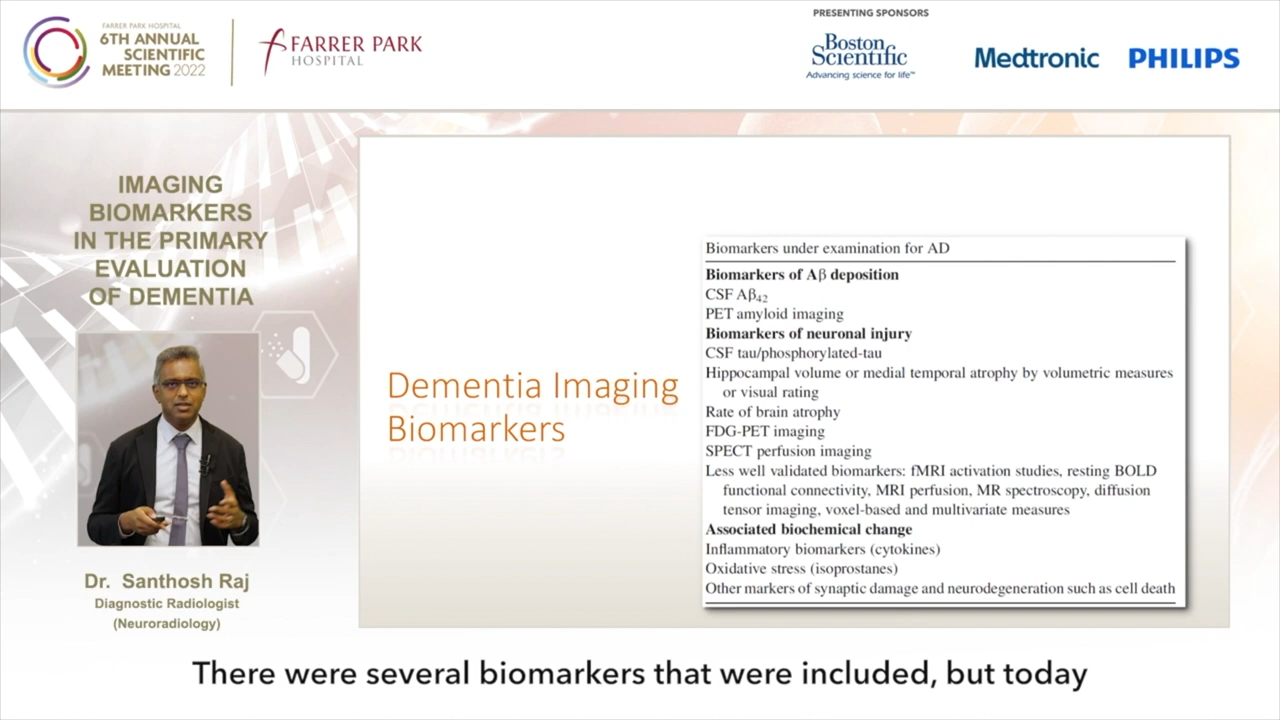 FARRER PARK HOSPITAL
6TH ANNUAL
SCIENTIFIC
MEETING 2022
FARRER PARK
HOSPITAL
PRESENTING SPONSORS
Boston
Scientific
Advancing science for life™
Medtronic
PHILIPS
IMAGING
BIOMARKERS
IN THE PRIMARY
EVALUATION
OF DEMENTIA
Dr. Santhosh Raj
Diagnostic Radiologist
(Neuroradiology)
Dementia Imaging
Biomarkers
Biomarkers under examination for AD
Biomarkers of Aβ deposition
CSF Aβ₄₂
PET amyloid imaging
Biomarkers of neuronal injury
CSF tau/phosphorylated-tau
Hippocampal volume or medial temporal atrophy by volumetric measures
or visual rating
Rate of brain atrophy
FDG-PET imaging
SPECT perfusion imaging
Less well validated biomarkers: fMRI activation studies, resting BOLD
functional connectivity, MRI perfusion, MR spectroscopy, diffusion
tensor imaging, voxel-based and multivariate measures
Associated biochemical change
Inflammatory biomarkers (cytokines)
Oxidative stress (isoprostanes)
Other markers of synaptic damage and neurodegeneration such as cell death
There were several biomarkers that were included, but today